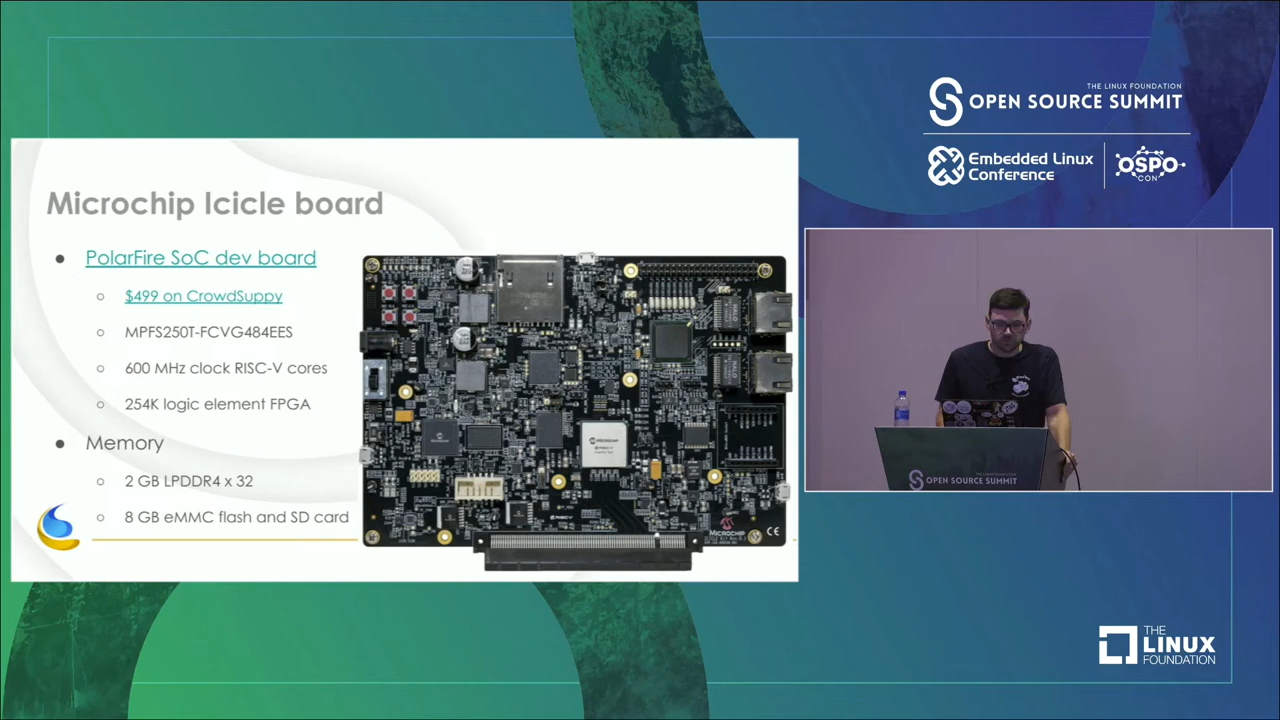 THE LINUX FOUNDATION
OPEN SOURCE SUMMIT
Embedded Linux
Conference
OSPO
CON
Microchip Icicle board
PolarFire SoC dev board
$499 on CrowdSuppy
MPFS250T-FCVG484EES
600 MHz clock RISC-V cores
254K logic element FPGA
Memory
2 GB LPDDR4 x 32
8 GB eMMC flash and SD card
MICROCHIP
CE
OPEN SOURCE SUMMIT
THE
LINUX
FOUNDATION